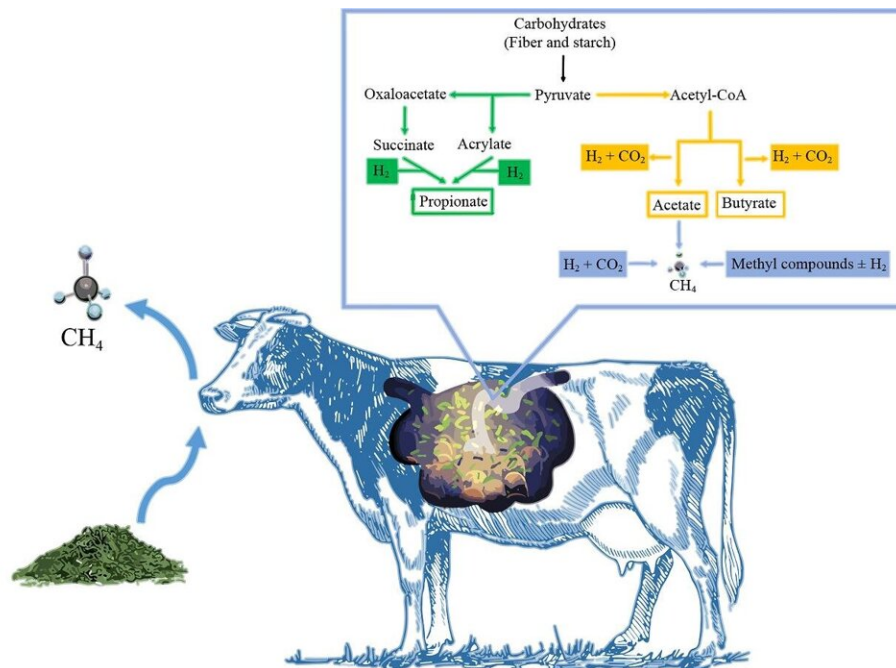 Carbohydrates
(Fiber and starch)
Oxaloacetate
Pyruvate
Acetyl-CoA
Succinate
Acrylate
H₂ + CO₂
H₂ + CO₂
H₂
H₂
Propionate
Acetate
Butyrate
H₂ + CO₂
Methyl compounds ± H₂
CH₄
CH₄